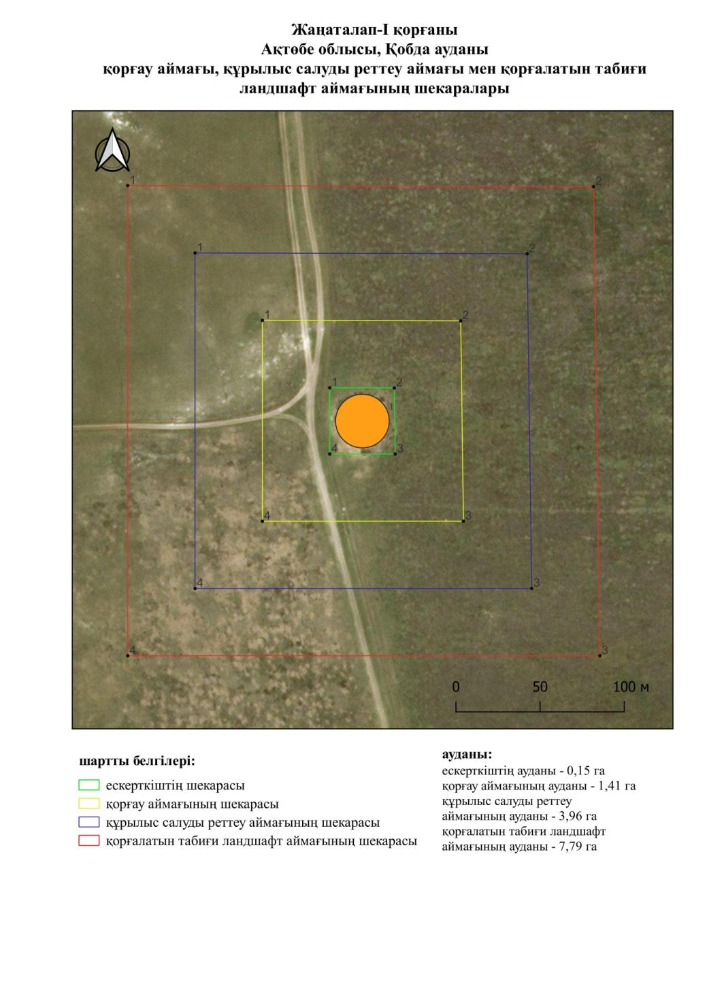 Жаңаталап-I қорғаны
Ақтөбе облысы, Қобда ауданы
қорғау аймағы, құрылыс салуды реттеу аймағы мен қорғалатын табиғи
ландшафт аймағының шекаралары
1
2
1
2
1
2
1
2
1
4
3
4
3
4
3
4
3
0
50
100 м
шартты белгілері:
ескерткіштің шекарасы
қорғау аймағының шекарасы
құрылыс салуды реттеу аймағының шекарасы
қорғалатын табиғи ландшафт аймағының шекарасы
ауданы:
ескерткіштің ауданы - 0,15 га
қорғау аймағының ауданы - 1,41 га
құрылыс салуды реттеу
аймағының ауданы - 3,96 га
қорғалатын табиғи ландшафт
аймағының ауданы - 7,79 га